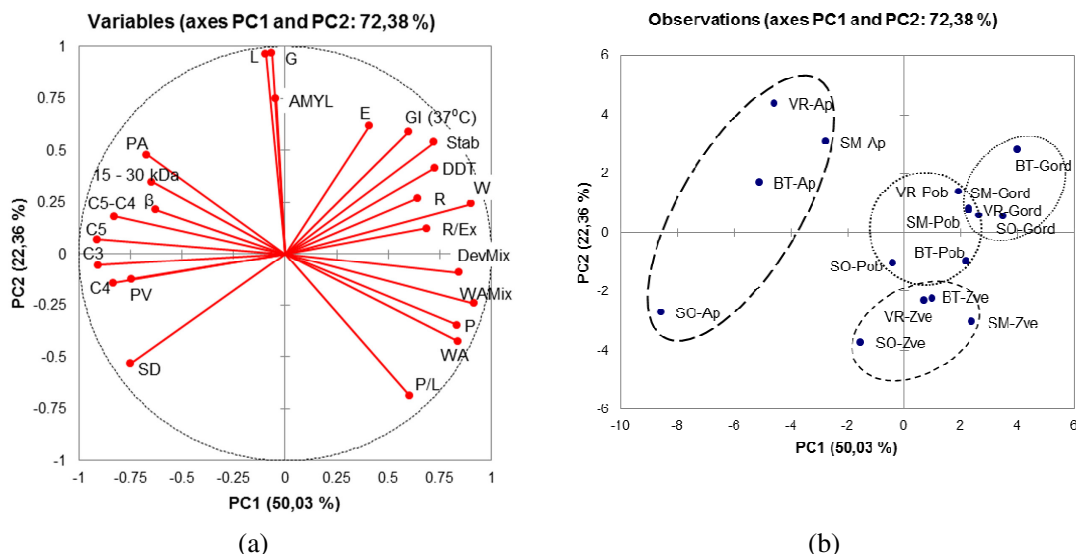 Variables (axes PC1 and PC2: 72,38 %)
1
L
G
0.75
AMYL
E
GI (37⁰C)
PA
Stab
0.5
DDT
15 - 30 kDa
W
0.25
C5-C4
β
R
C5
R/Ex
0
C3
DevMix
C4
PV
WAMix
-0.25
P
WA
-0.5
SD
P/L
-0.75
-1
-1 -0.75 -0.5 -0.25 0 0.25 0.5 0.75 1
PC1 (50,03 %)
PC2 (22,36 %)
(a)
Observations (axes PC1 and PC2: 72,38 %)
6
VR-Ap
4
SM-Ap
BT-Gord
2
BT-Ap
VR-Pob
SM-Gord
SM-Pob
VR-Gord
SO-Gord
0
BT-Pob
SO-Pob
-2
BT-Zve
SO-Ap
VR-Zve
SM-Zve
-4
SO-Zve
-6
-10 -8 -6 -4 -2 0 2 4 6
PC1 (50,03 %)
PC2 (22,36 %)
(b)